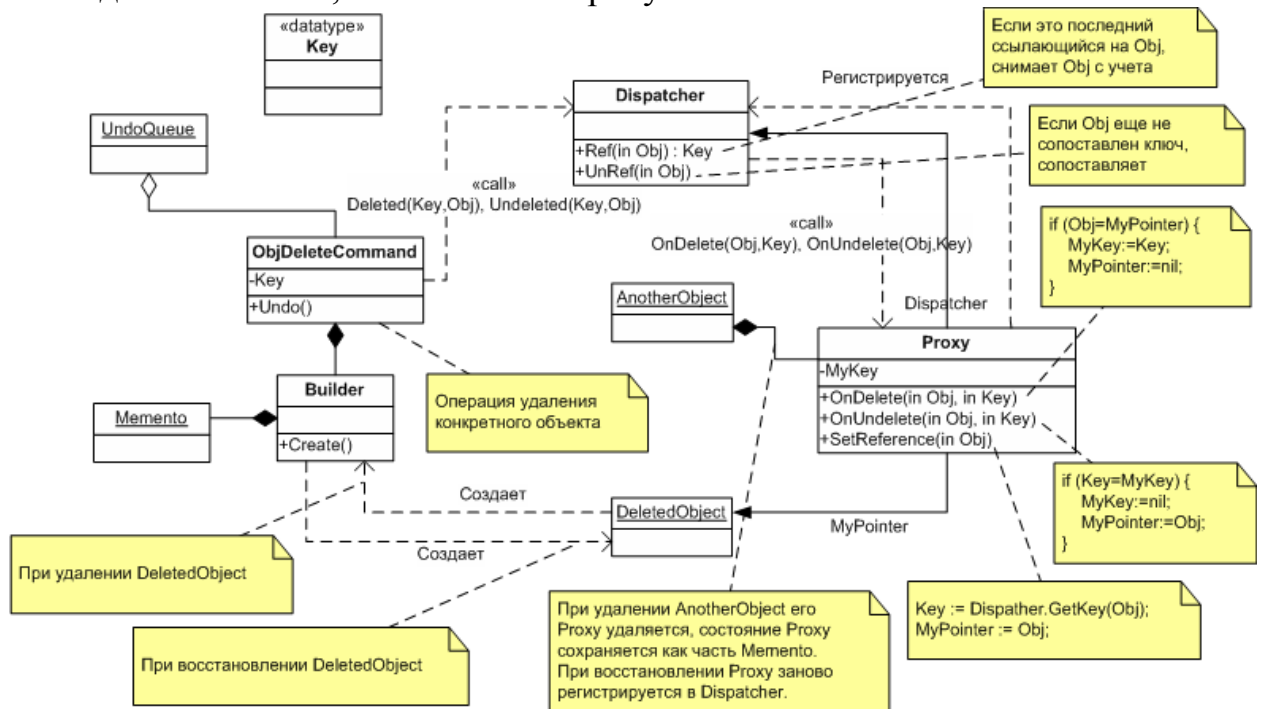 «datatype»
Key
UndoQueue
Dispatcher
+Ref(in Obj) : Key
+UnRef(in Obj)
Регистрируется
Если это последний
ссылающийся на Obj,
снимает Obj с учета
Если Obj еще не
сопоставлен ключ,
сопоставляет
«call»
Deleted(Key,Obj), Undeleted(Key,Obj)
«call»
OnDelete(Obj,Key), OnUndelete(Obj,Key)
if (Obj=MyPointer) {
MyKey:=Key;
MyPointer:=nil;
}
ObjDeleteCommand
-Key
+Undo()
AnotherObject
Dispatcher
Proxy
-MyKey
+OnDelete(in Obj, in Key)
+OnUndelete(in Obj, in Key)
+SetReference(in Obj)
Builder
+Create()
Memento
Операция удаления
конкретного объекта
if (Key=MyKey) {
MyKey:=nil;
MyPointer:=Obj;
}
Создает
DeletedObject
MyPointer
Создает
При удалении DeletedObject
При восстановлении DeletedObject
При удалении AnotherObject его
Proxy удаляется, состояние Proxy
сохраняется как часть Memento.
При восстановлении Proxy заново
регистрируется в Dispatcher.
Key := Dispather.GetKey(Obj);
MyPointer := Obj;